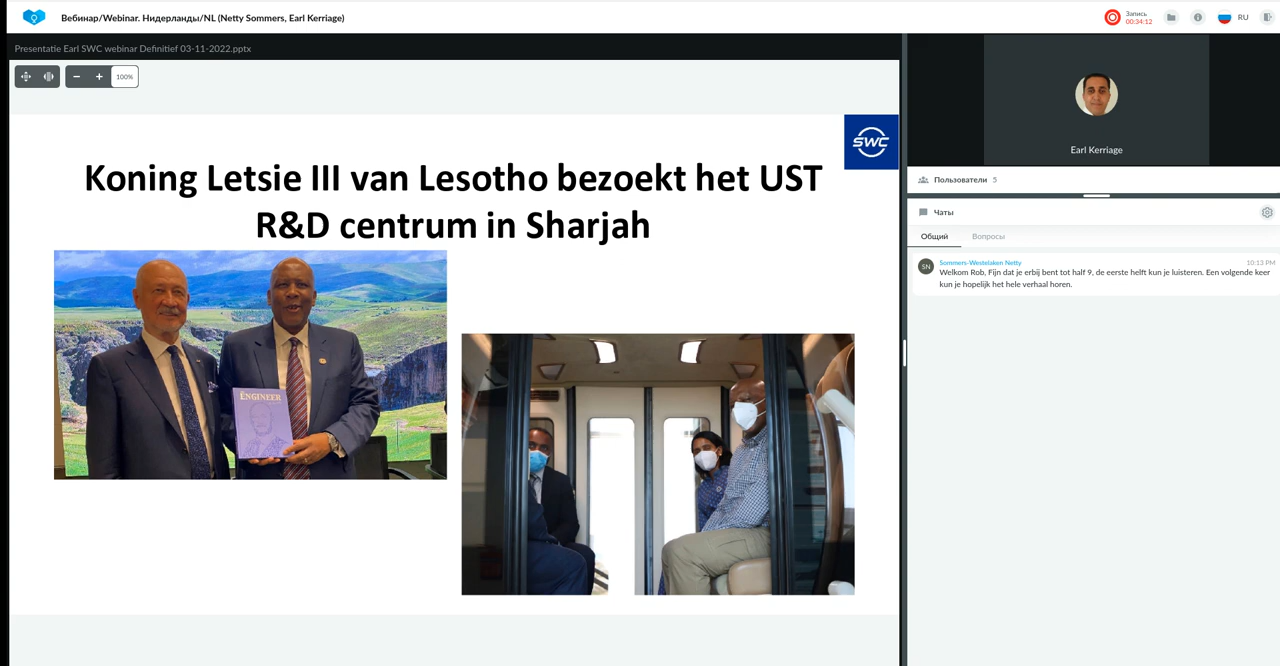 Вебинар/Webinar. Нидерланды/NL (Netty Sommers, Earl Kerriage)
Запись
00:34:12
RU
Presentatie Earl SWC webinar Definitief 03-11-2022.pptx
100%
SWC
Koning Letsie III van Lesotho bezoekt het UST
R&D centrum in Sharjah
ENGINEER
Earl Kerriage
Пользователи 5
Чаты
Общий Вопросы
SN
Sommers-Westelaken Netty 10:13 PM
Welkom Rob, Fijn dat je erbij bent tot half 9, de eerste helft kun je luisteren. Een volgende keer
kun je hopelijk het hele verhaal horen.